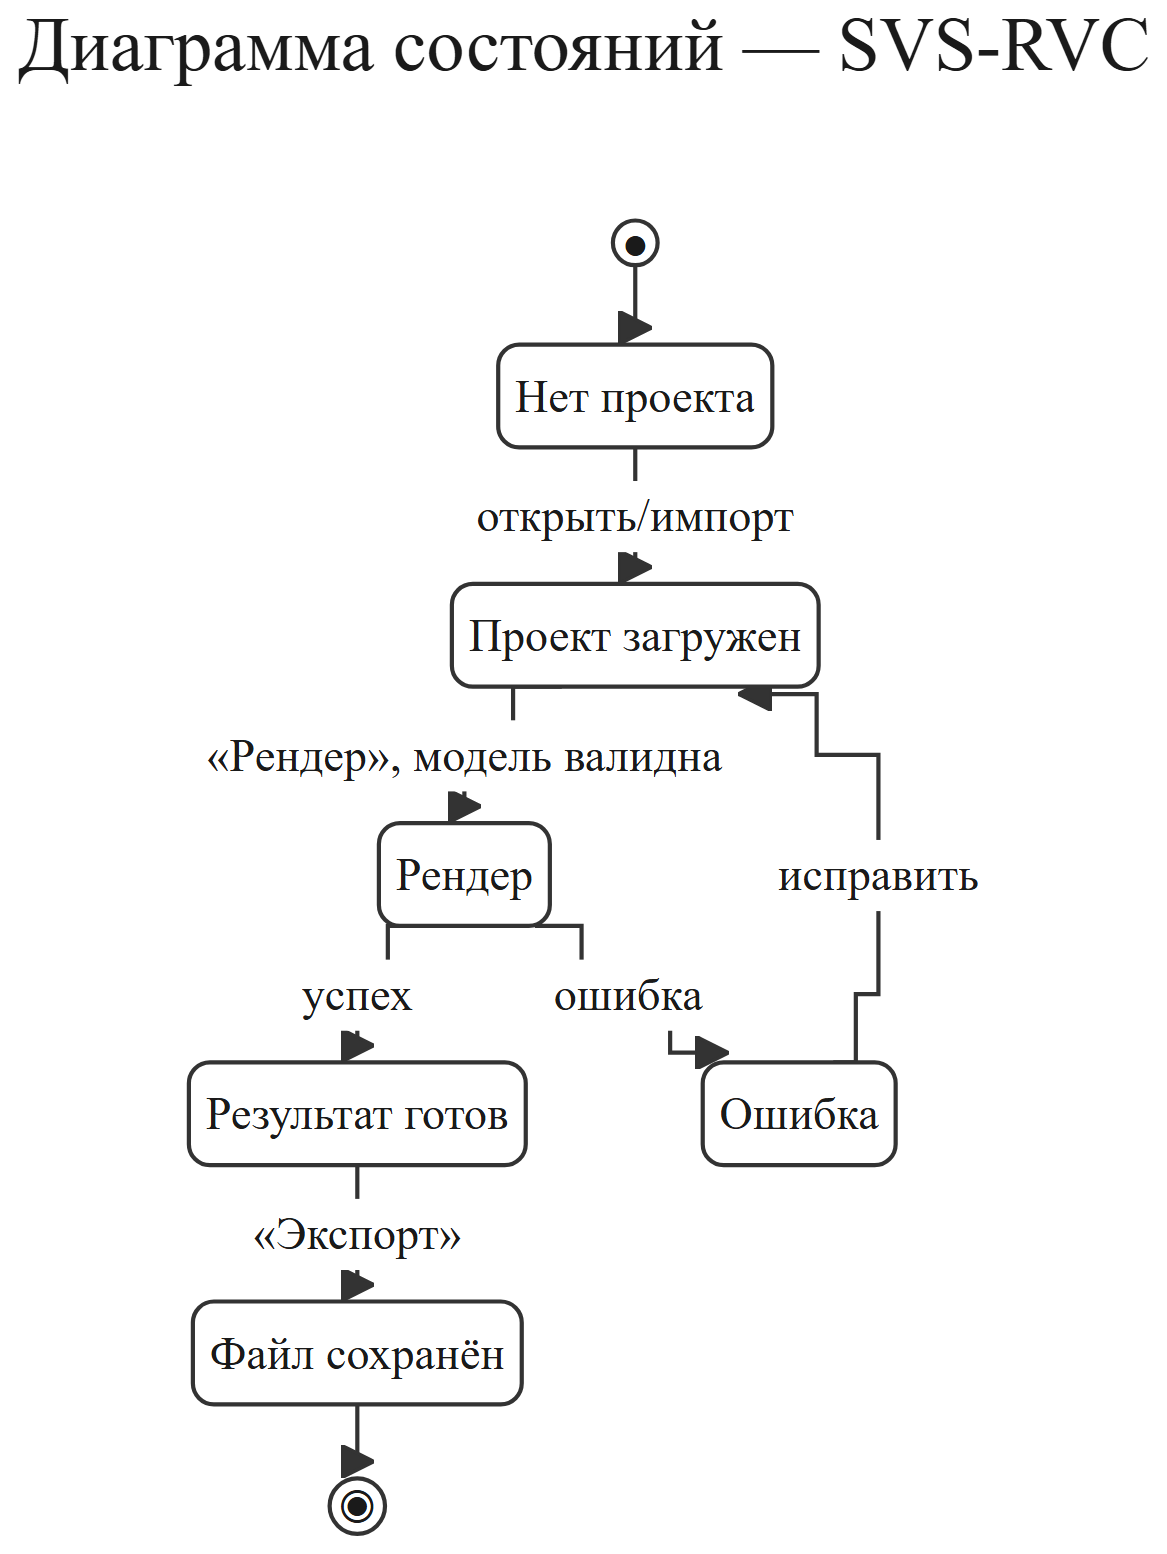 Диаграмма состояний — SVS-RVC
Нет проекта
открыть/импорт
Проект загружен
«Рендер», модель валидна
Рендер
исправить
успех
ошибка
Результат готов
Ошибка
«Экспорт»
Файл сохранён